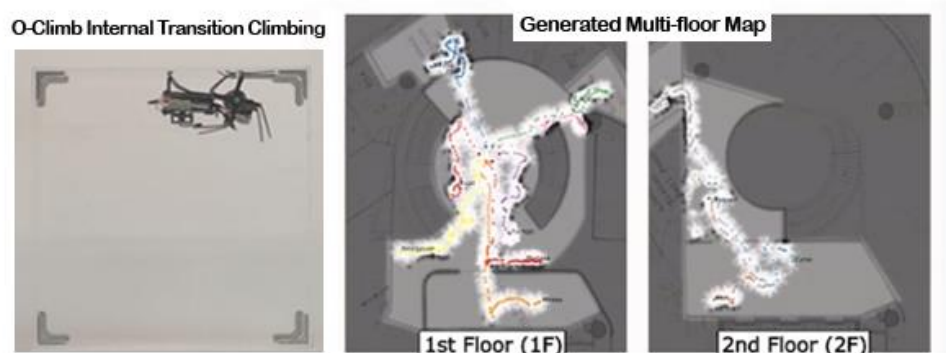 O-Climb Internal Transition Climbing
Generated Multi-floor Map
1st Floor (1F)
2nd Floor (2F)